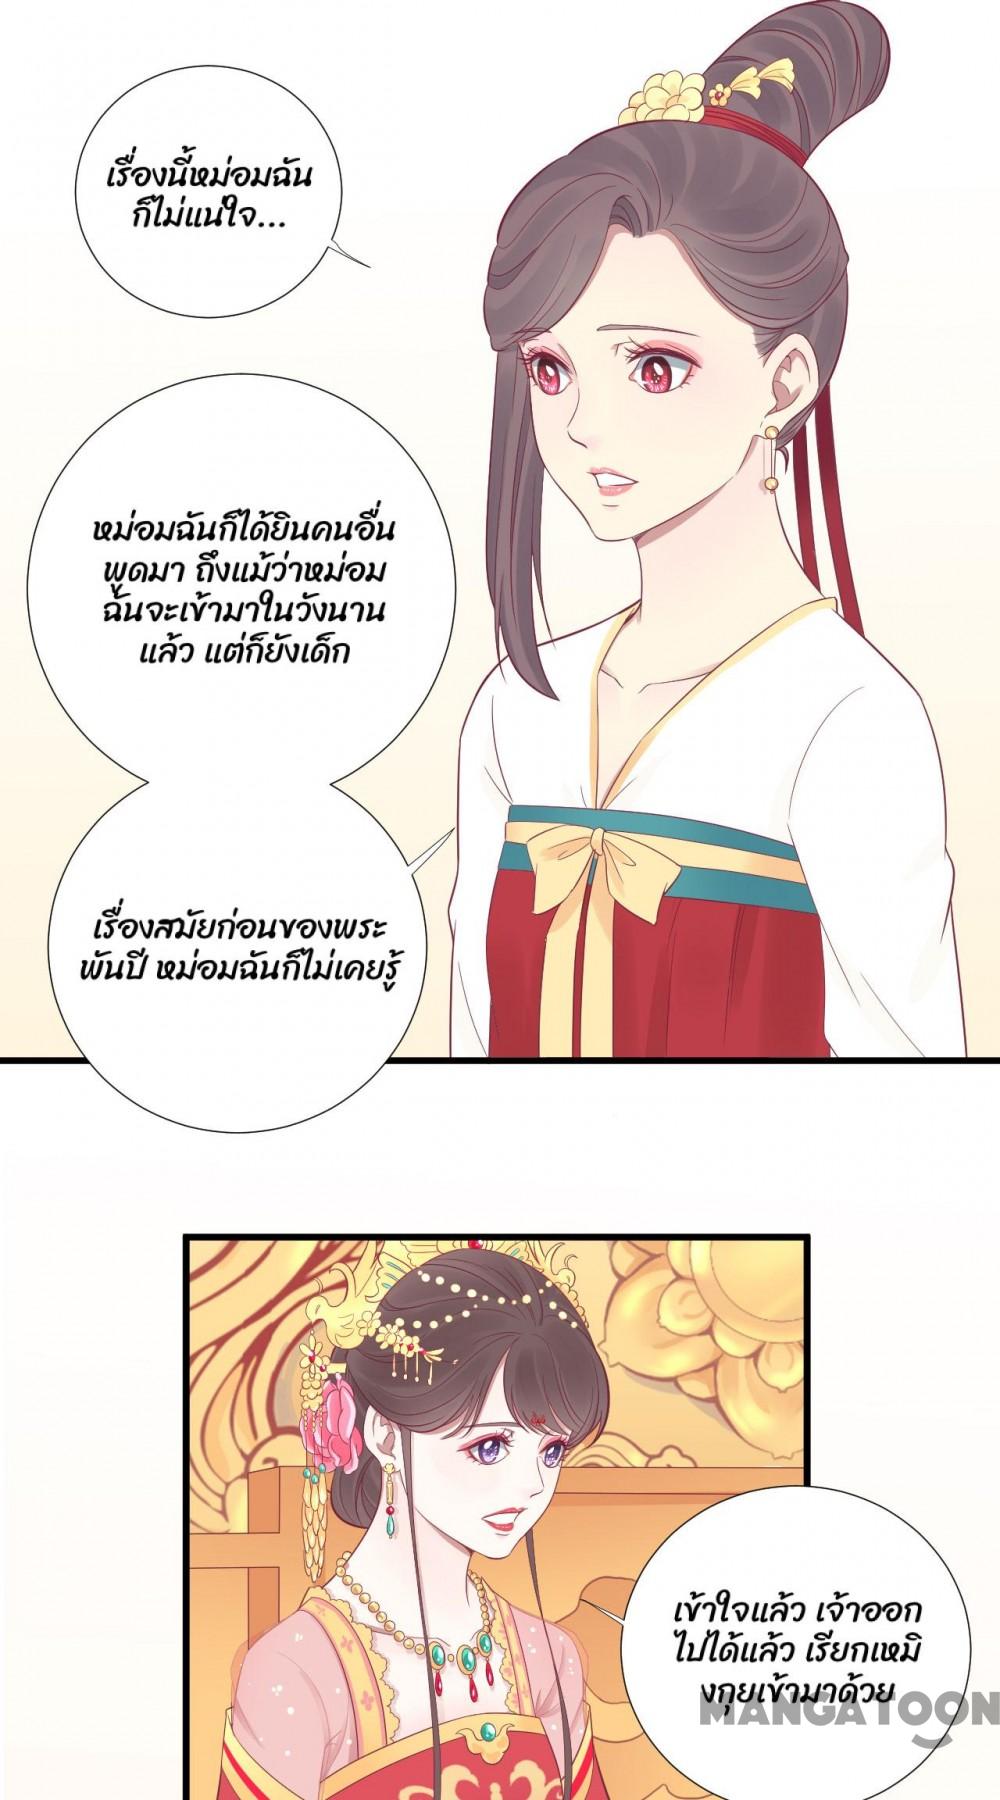 เรื่องนี้หม่อมฉัน
ก็ไม่แน่ใจ...
หม่อมฉันก็ได้ยินคนอื่น
พูดมา ถึงแม้ว่าหม่อม
ฉันจะเข้ามาในวังนาน
แล้ว แต่ก็ยังเด็ก
เรื่องสมัยก่อนของพระ
พันปี หม่อมฉันก็ไม่เคยรู้
เข้าใจแล้ว เจ้าออก
ไปได้แล้ว เรียกเหมิ
งกุยเข้ามาด้วย
MANGATOON